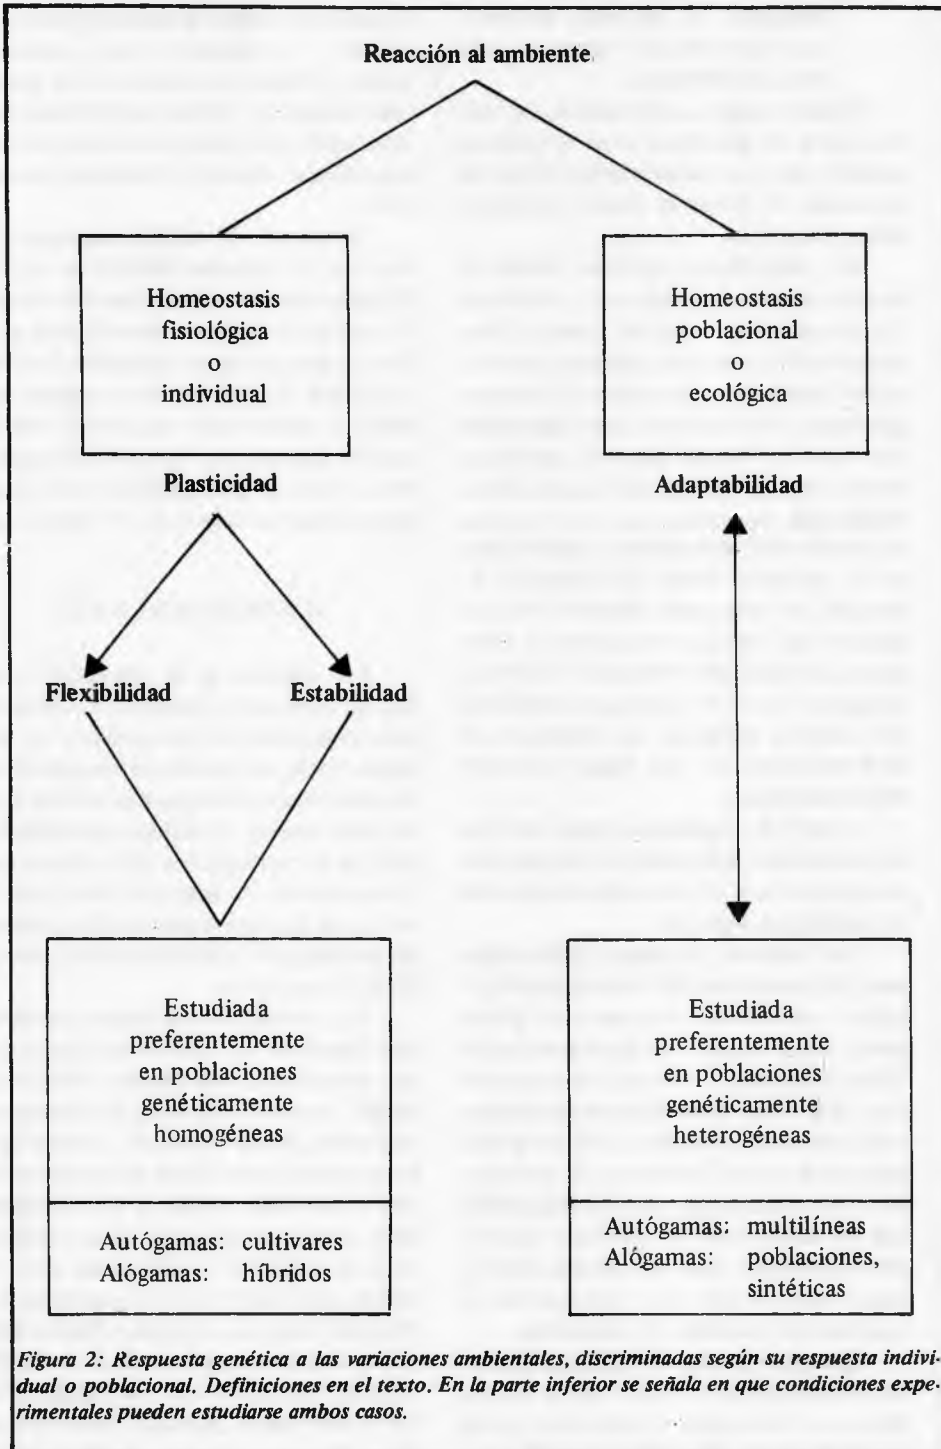 Reacción al ambiente
Homeostasis
fisiológica
o
individual
Homeostasis
poblacional
o
ecológica
Plasticidad
Adaptabilidad
Flexibilidad
Estabilidad
Estudiada
preferentemente
en poblaciones
genéticamente
homogéneas
Estudiada
preferentemente
en poblaciones
genéticamente
heterogéneas
Autógamas: cultivares
Alógamas: híbridos
Autógamas: multilíneas
Alógamas: poblaciones,
sintéticas
Figura 2: Respuesta genética a las variaciones ambientales, discriminadas según su respuesta indivi-
dual o poblacional. Definiciones en el texto. En la parte inferior se señala en que condiciones expe-
rimentales pueden estudiarse ambos casos.